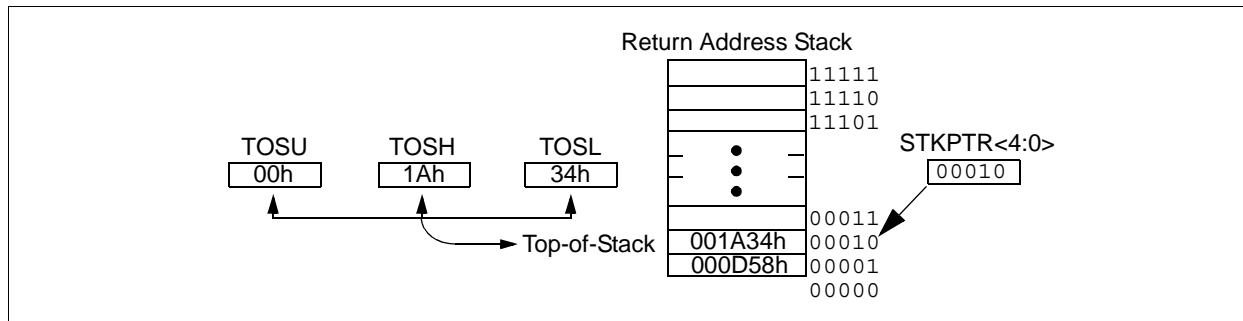 Return Address Stack
11111
11110
11101
TOSU TOSH TOSL
00h 1Ah 34h
STKPTR<4:0>
00010
00011
Top-of-Stack 001A34h 00010
000D58h 00001
00000